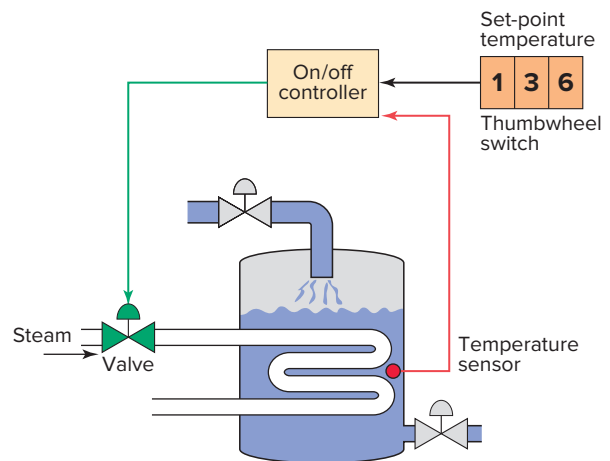 Set-point
temperature
On/off
controller
1 3 6
Thumbwheel
switch
Steam
Valve
Temperature
sensor